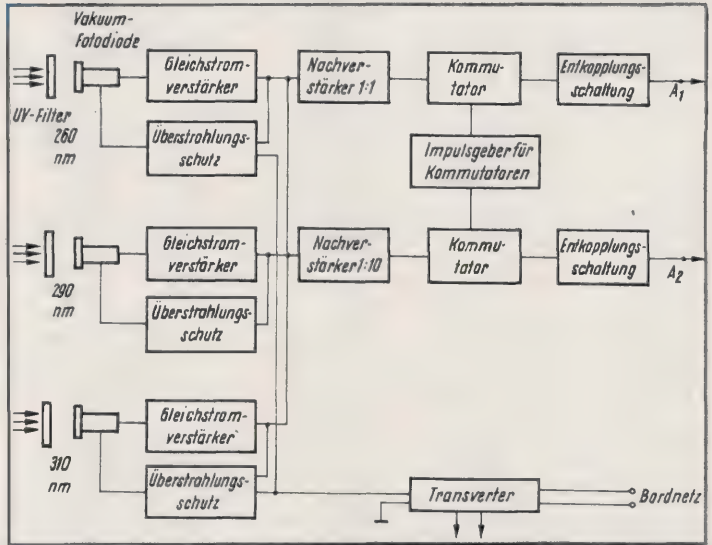 Vakuum-
Fotodiode
UV-Filter
260
nm
Gleichstrom-
verstärker
Überstrahlungs-
schutz
Nachver-
stärker 1:1
Kommu-
tator
Entkopplungs-
schaltung
A1
Impulsgeber für
Kommutatoren
290
nm
Gleichstrom-
verstärker
Überstrahlungs-
schutz
Nachver-
stärker 1:10
Kommu-
tator
Entkopplungs-
schaltung
A2
310
nm
Gleichstrom-
verstärker
Überstrahlungs-
schutz
Transverter
Bordnetz